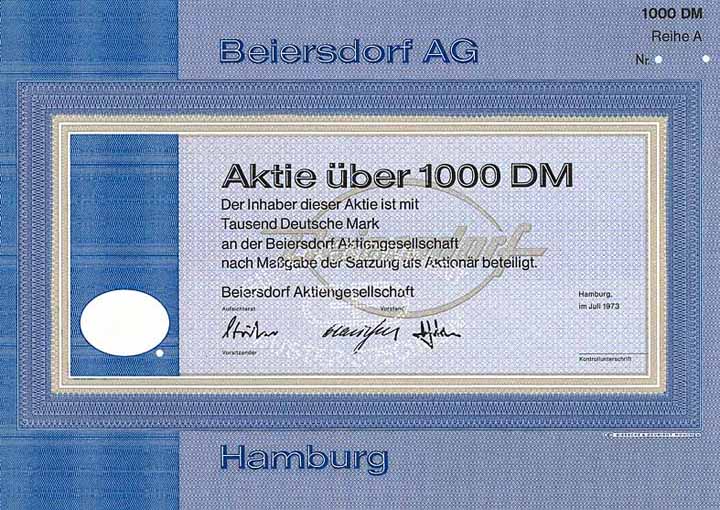 1000 DM
Reihe A
Nr.
Beiersdorf AG
Aktie über 1000 DM
Der Inhaber dieser Aktie ist mit
Tausend Deutsche Mark
an der Beiersdorf Aktiengesellschaft
nach Maßgabe der Satzung als Aktionär beteiligt.
Beiersdorf Aktiengesellschaft
Hamburg,
im Juli 1973
Aufsichtsrat Vorstand
Vorsitzender
Kontrollunterschrift
Beiersdorf
Hamburg